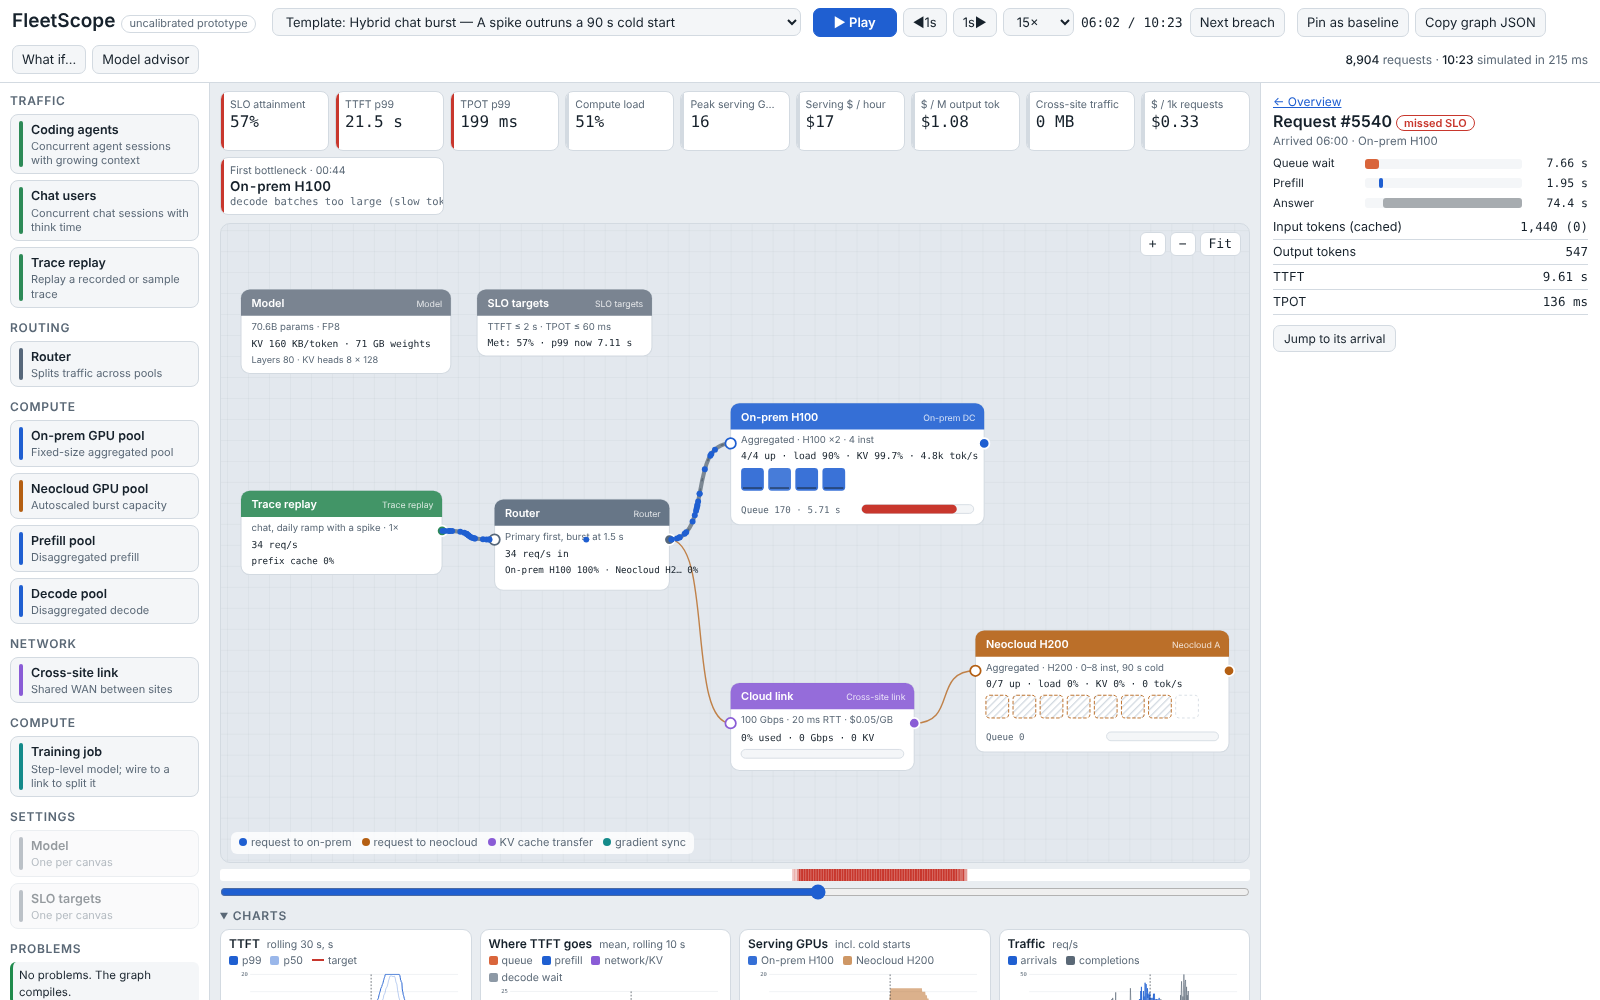 FleetScope uncalibrated prototype
Template: Hybrid chat burst — A spike outruns a 90 s cold start
▶ Play ◀1s 1s▶ 15× 06:02 / 10:23 Next breach Pin as baseline Copy graph JSON
What if... Model advisor
8,904 requests · 10:23 simulated in 215 ms
TRAFFIC
Coding agents
Concurrent agent sessions
with growing context
Chat users
Concurrent chat sessions with
think time
Trace replay
Replay a recorded or sample
trace
ROUTING
Router
Splits traffic across pools
COMPUTE
On-prem GPU pool
Fixed-size aggregated pool
Neocloud GPU pool
Autoscaled burst capacity
Prefill pool
Disaggregated prefill
Decode pool
Disaggregated decode
NETWORK
Cross-site link
Shared WAN between sites
COMPUTE
Training job
Step-level model; wire to a
link to split it
SETTINGS
Model
One per canvas
SLO targets
One per canvas
PROBLEMS
No problems. The graph
compiles.
SLO attainment
57%
TTFT p99
21.5 s
TPOT p99
199 ms
Compute load
51%
Peak serving G...
16
Serving $ / hour
$17
$ / M output tok
$1.08
Cross-site traffic
0 MB
$ / 1k requests
$0.33
First bottleneck · 00:44
On-prem H100
decode batches too large (slow tok
+ − Fit
Model Model
70.6B params · FP8
KV 160 KB/token · 71 GB weights
Layers 80 · KV heads 8 × 128
SLO targets SLO targets
TTFT ≤ 2 s · TPOT ≤ 60 ms
Met: 57% · p99 now 7.11 s
On-prem H100 On-prem DC
Aggregated · H100 ×2 · 4 inst
4/4 up · load 90% · KV 99.7% · 4.8k tok/s
Queue 170 · 5.71 s
Trace replay Trace replay
chat, daily ramp with a spike · 1×
34 req/s
prefix cache 0%
Router Router
Primary first, burst at 1.5 s
34 req/s in
On-prem H100 100% · Neocloud H2… 0%
Cloud link Cross-site link
100 Gbps · 20 ms RTT · $0.05/GB
0% used · 0 Gbps · 0 KV
Neocloud H200 Neocloud A
Aggregated · H200 · 0–8 inst, 90 s cold
0/7 up · load 0% · KV 0% · 0 tok/s
Queue 0
request to on-prem request to neocloud KV cache transfer gradient sync
▼ CHARTS
TTFT rolling 30 s, s
p99 p50 target
20
Where TTFT goes mean, rolling 10 s
queue prefill network/KV
decode wait
25
Serving GPUs incl. cold starts
On-prem H100 Neocloud H200
20
Traffic req/s
arrivals completions
50
← Overview
Request #5540 missed SLO
Arrived 06:00 · On-prem H100
Queue wait 7.66 s
Prefill 1.95 s
Answer 74.4 s
Input tokens (cached) 1,440 (0)
Output tokens 547
TTFT 9.61 s
TPOT 136 ms
Jump to its arrival